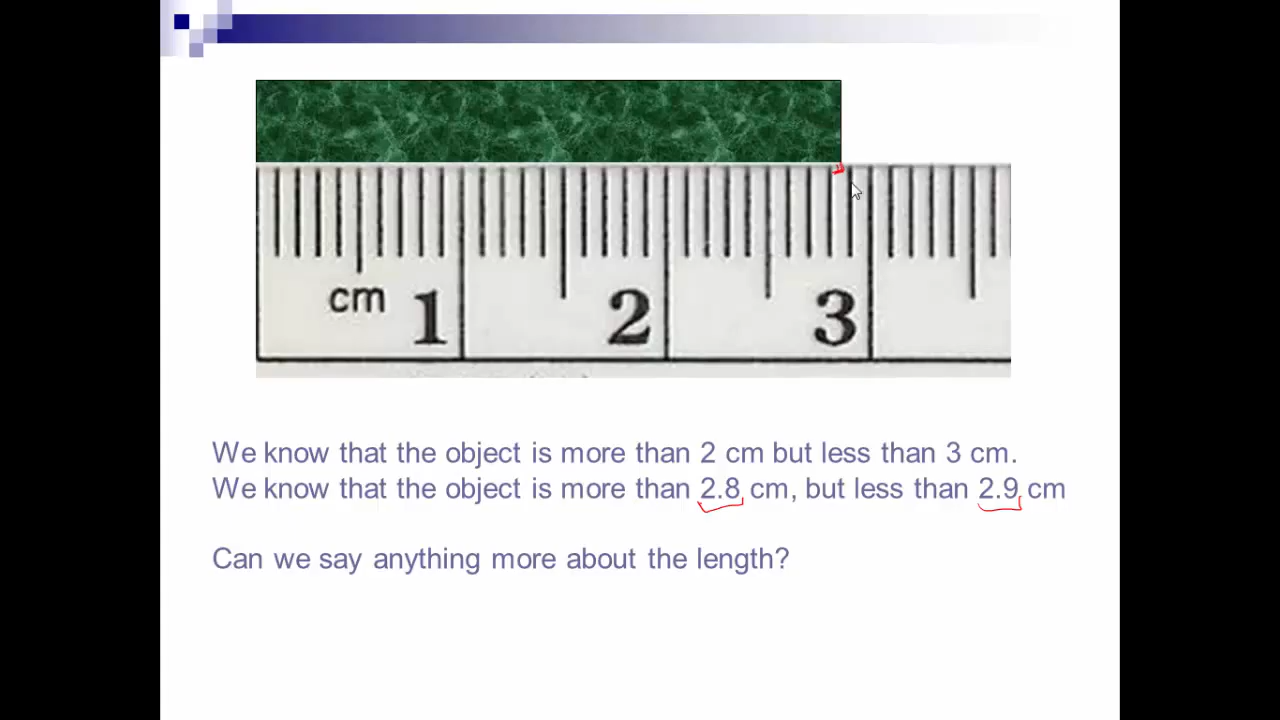 cm 1 2 3
We know that the object is more than 2 cm but less than 3 cm.
We know that the object is more than 2.8 cm, but less than 2.9 cm
Can we say anything more about the length?